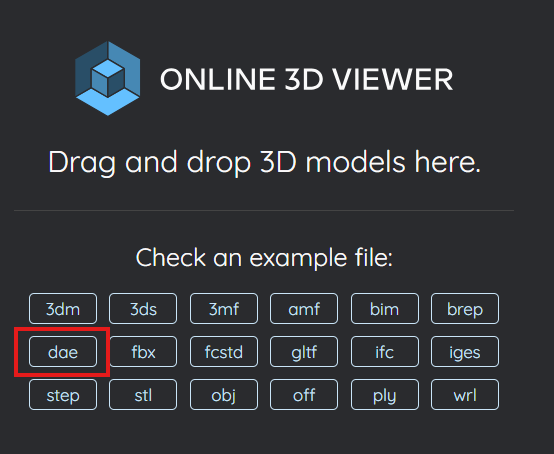 ONLINE 3D VIEWER
Drag and drop 3D models here.
Check an example file:
3dm 3ds 3mf amf bim brep
dae fbx fcstd gltf ifc iges
step stl obj off ply wrl